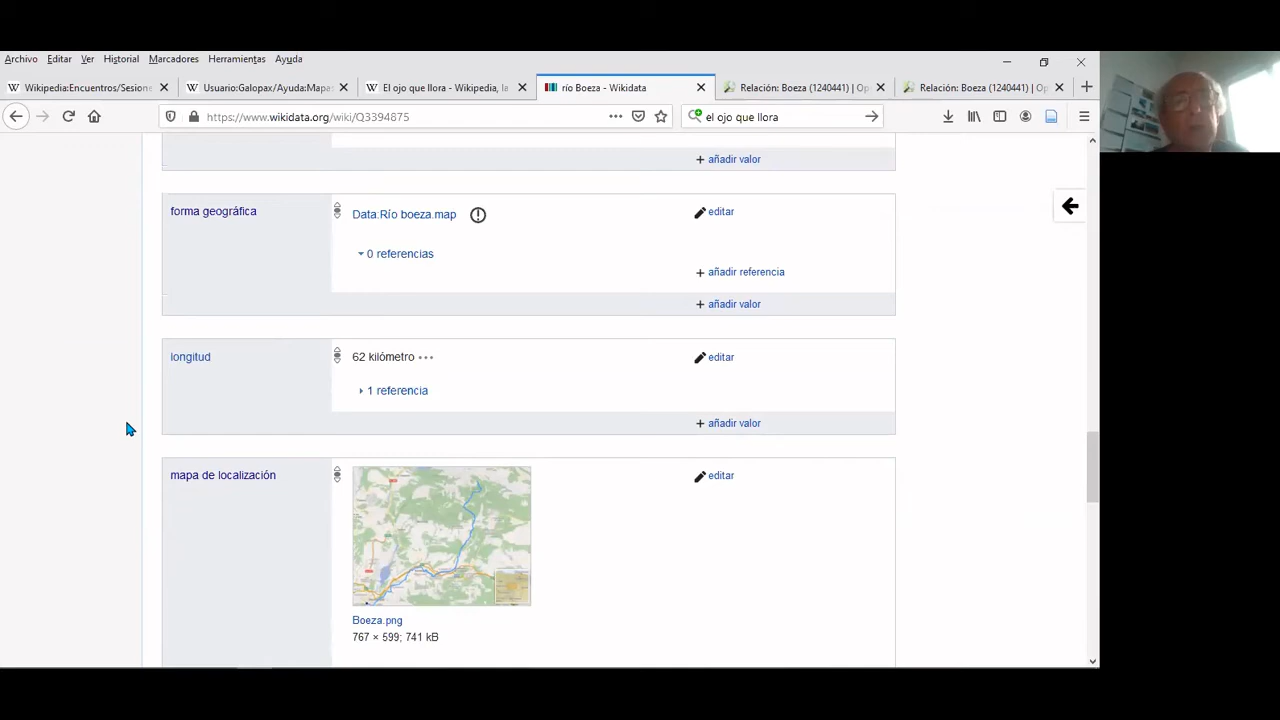 Archivo Editar Ver Historial Marcadores Herramientas Ayuda
Wikipedia:Encuentros/Sesione
Usuario:Galopax/Ayuda:Mapa
El ojo que llora - Wikipedia, la
río Boeza - Wikidata
Relación: Boeza (1240441) | Op
Relación: Boeza (1240441) | Op
https://www.wikidata.org/wiki/Q3394875
el ojo que llora
+ añadir valor
forma geográfica
Data:Río boeza.map
editar
0 referencias
+ añadir referencia
+ añadir valor
longitud
62 kilómetro
editar
1 referencia
+ añadir valor
mapa de localización
editar
Boeza.png
767 × 599; 741 kB